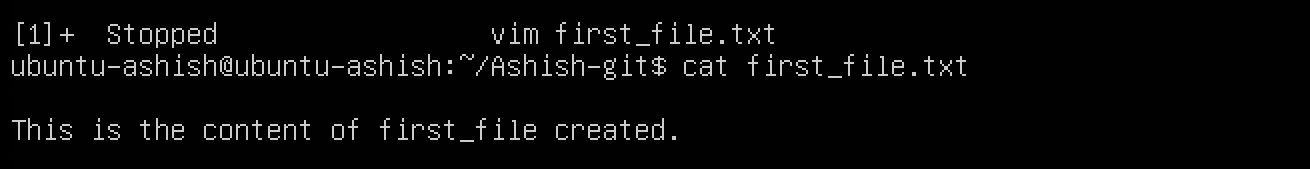 [1]+  Stopped                 vim first_file.txt
ubuntu-ashish@ubuntu-ashish:~/Ashish-git$ cat first_file.txt
This is the content of first_file created.